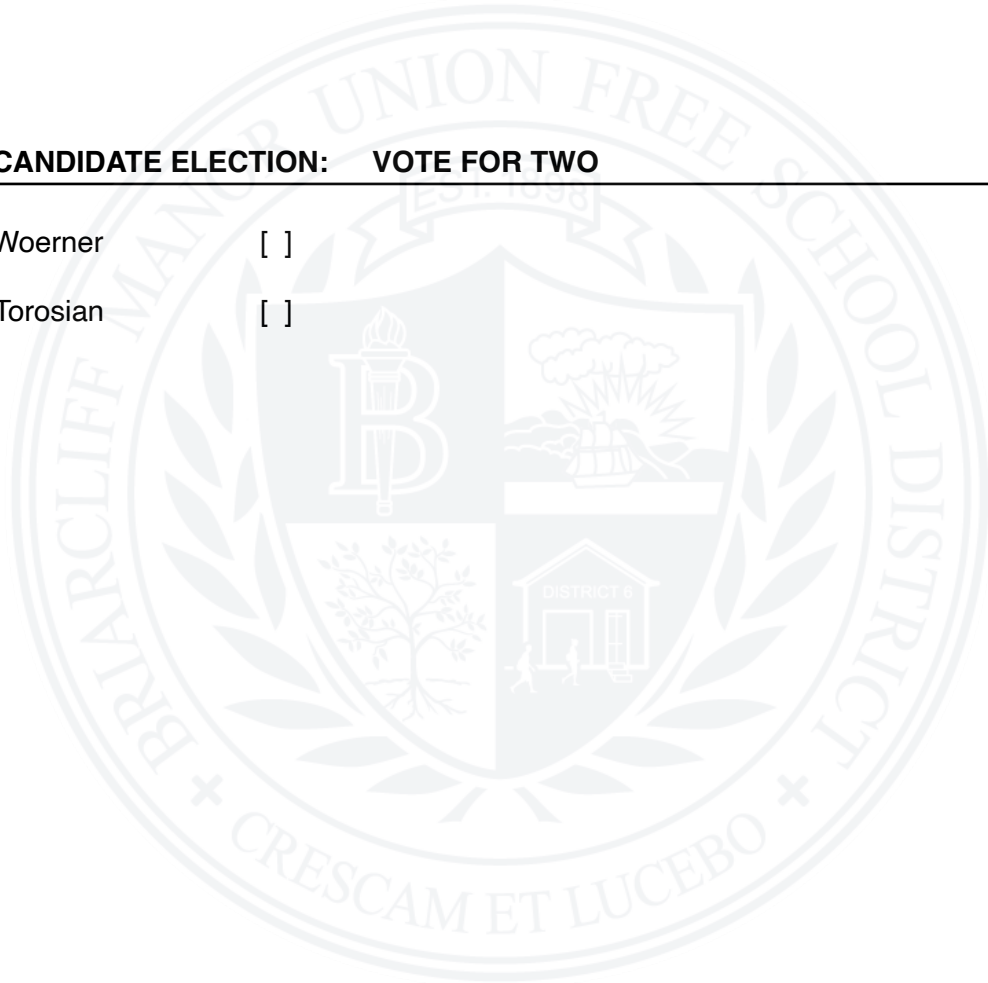 CANDIDATE ELECTION: VOTE FOR TWO
Woerner [ ]
Torosian [ ]
BRIARCLIFF MANOR UNION FREE SCHOOL DISTRICT
EST. 1898
B
DISTRICT 6
CRESCAM ET LUCEBO